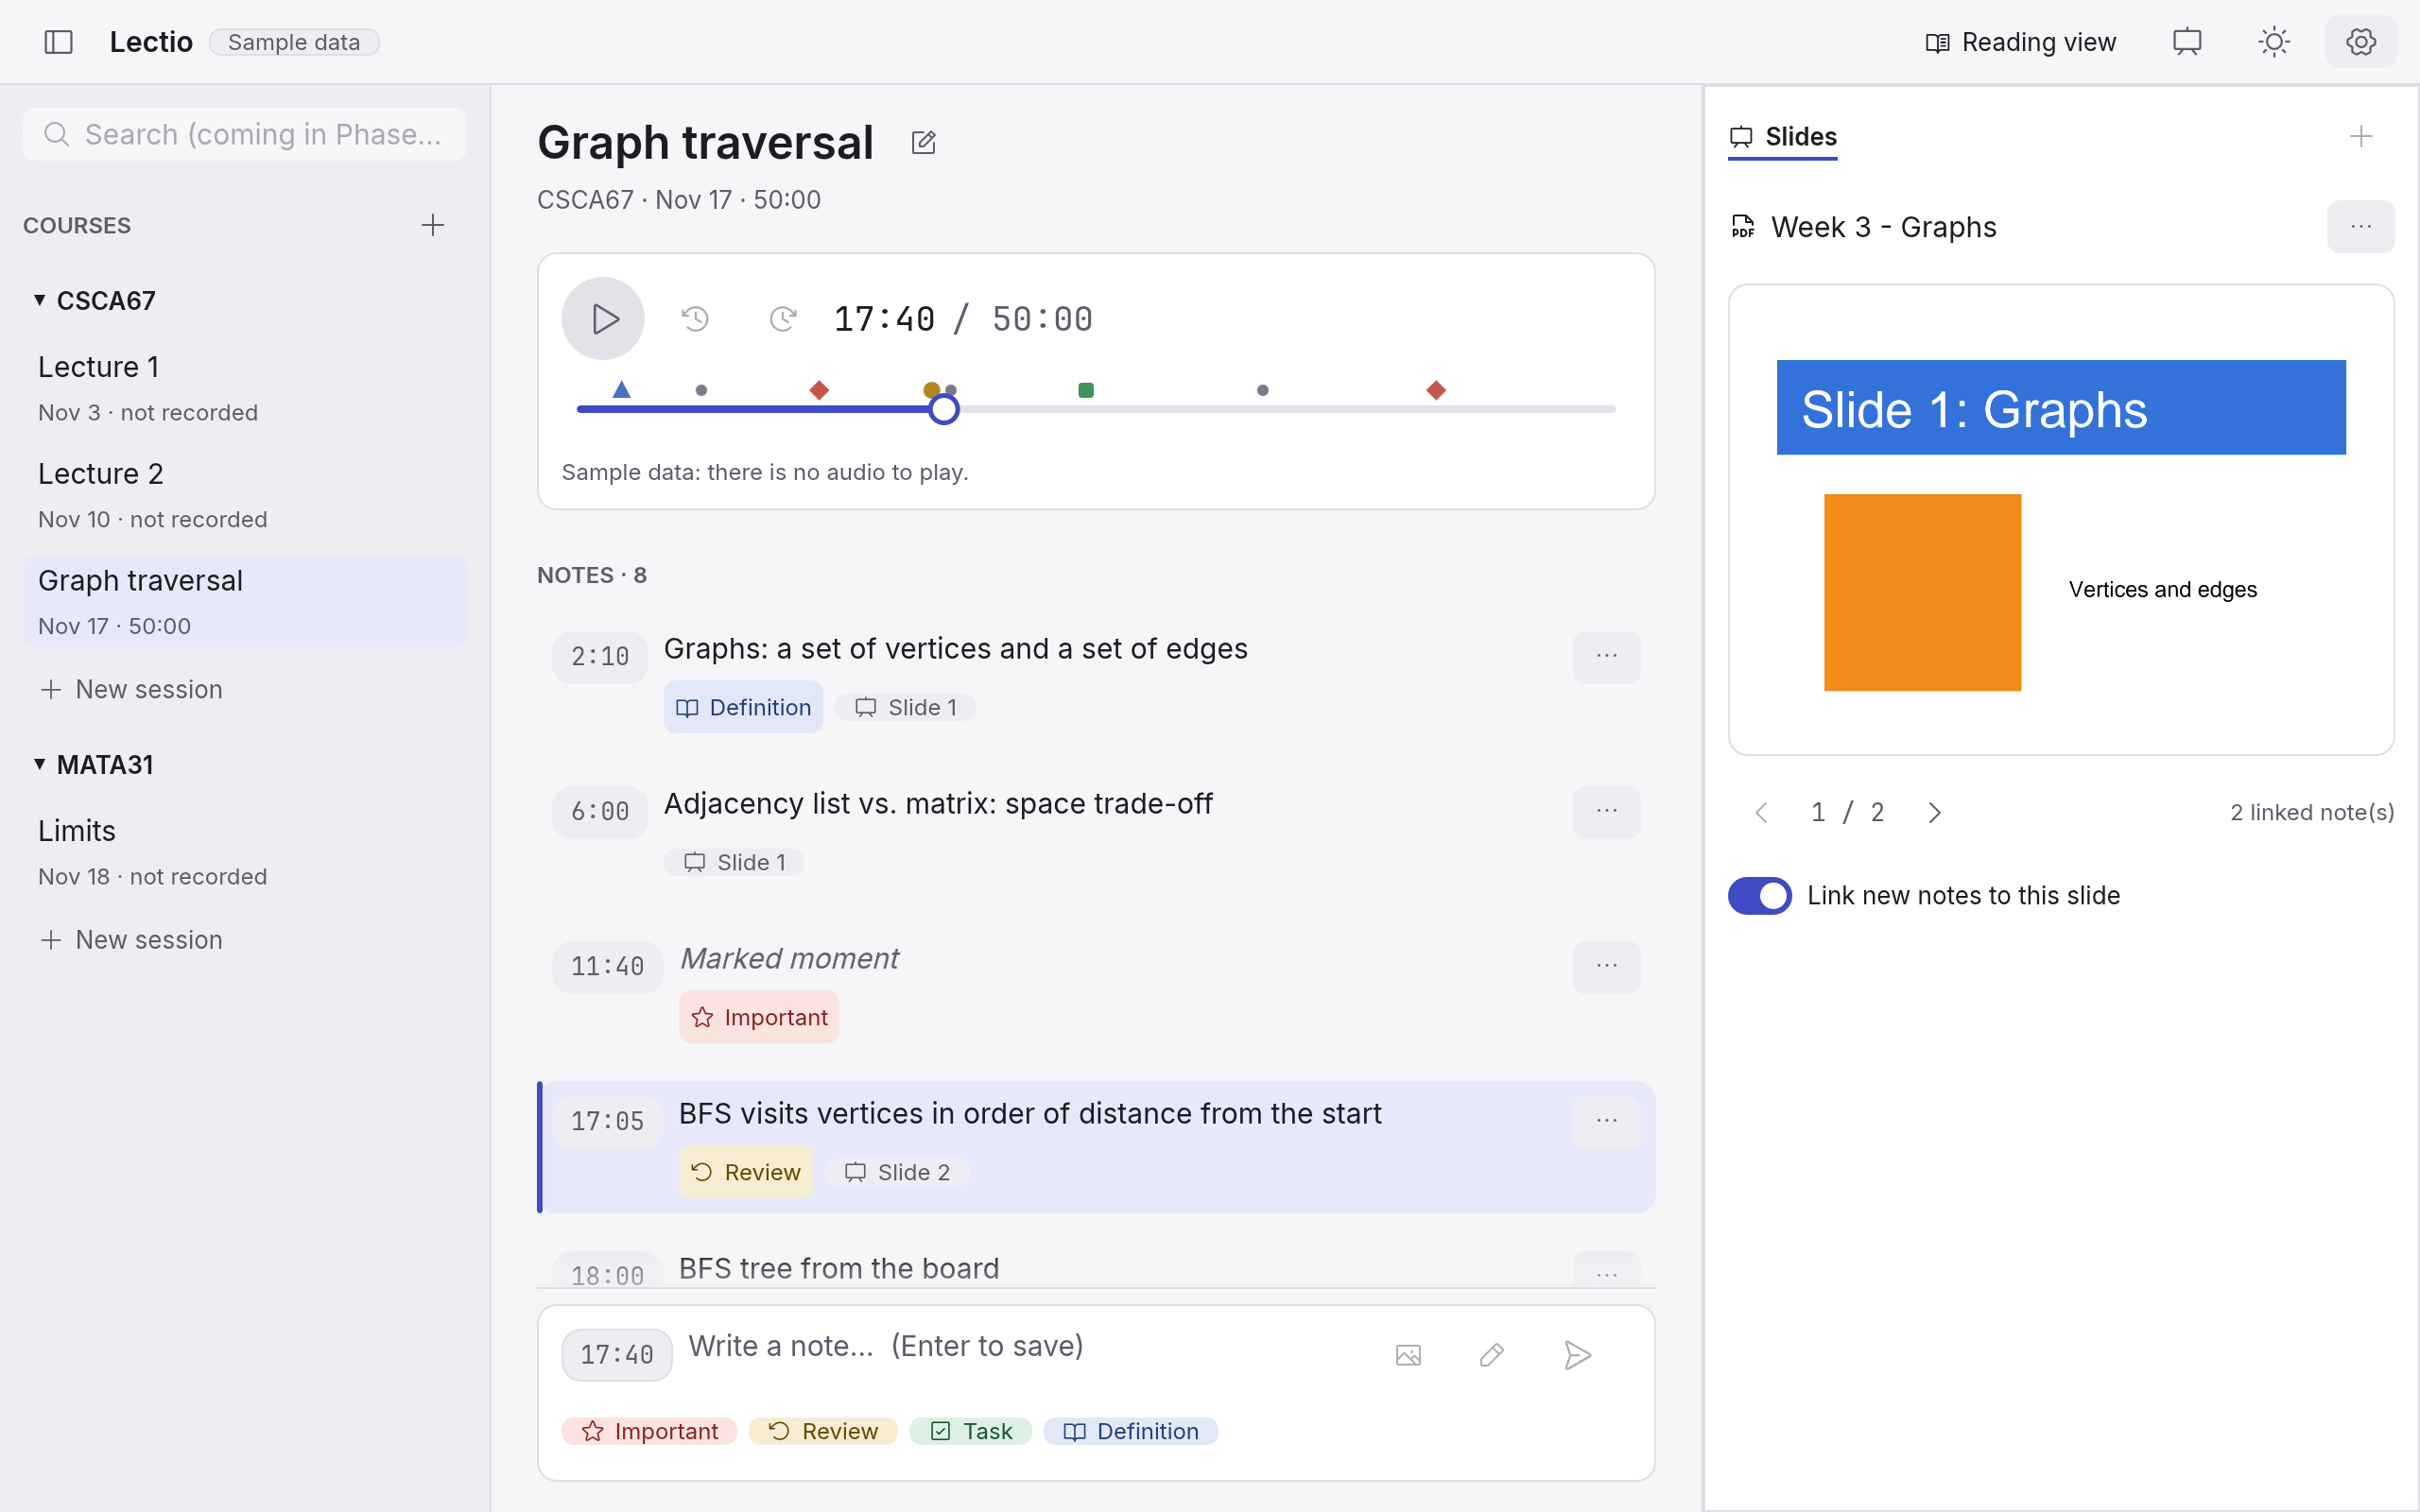 Lectio
Sample data
Reading view
Search (coming in Phase...
COURSES
CSCA67
Lecture 1
Nov 3 · not recorded
Lecture 2
Nov 10 · not recorded
Graph traversal
Nov 17 · 50:00
New session
MATA31
Limits
Nov 18 · not recorded
New session
Graph traversal
CSCA67 · Nov 17 · 50:00
17:40 / 50:00
Sample data: there is no audio to play.
NOTES · 8
2:10 Graphs: a set of vertices and a set of edges
Definition Slide 1
6:00 Adjacency list vs. matrix: space trade-off
Slide 1
11:40 Marked moment
Important
17:05 BFS visits vertices in order of distance from the start
Review Slide 2
18:00 BFS tree from the board
17:40 Write a note... (Enter to save)
Important Review Task Definition
Slides
PDF Week 3 - Graphs
Slide 1: Graphs
Vertices and edges
1 / 2
2 linked note(s)
Link new notes to this slide